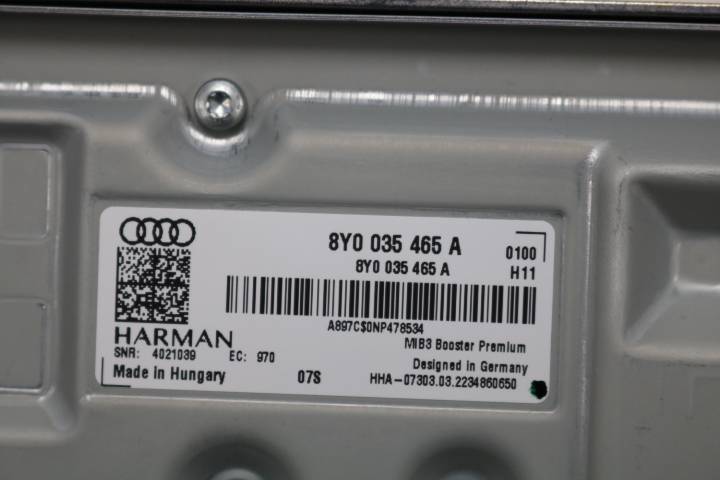 8Y0 035 465 A
0100
8Y0 035 465 A
H11
A897C$0NP478534
HARMAN
MIB3 Booster Premium
SNR: 4021039 EC: 970
Designed in Germany
Made in Hungary
07S
HHA-07303.03.2234860650